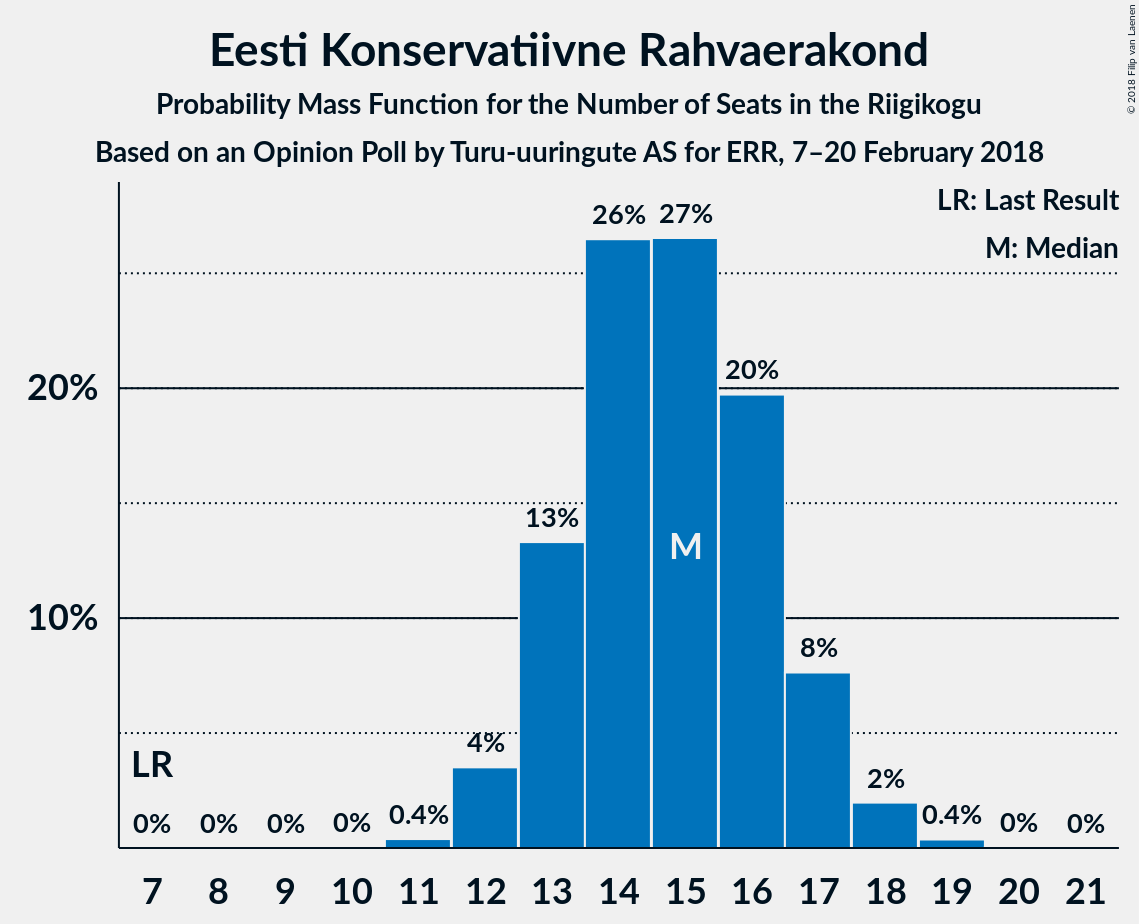 Eesti Konservatiivne Rahvaerakond
Probability Mass Function for the Number of Seats in the Riigikogu
Based on an Opinion Poll by Turu-uuringute AS for ERR, 7–20 February 2018
© 2018 Filip van Laenen
LR: Last Result
M: Median
26% 27%
20% 20%
13%
M
10%
8%
4%
LR
2%
0% 0% 0% 0% 0.4% 0.4% 0% 0%
7 8 9 10 11 12 13 14 15 16 17 18 19 20 21